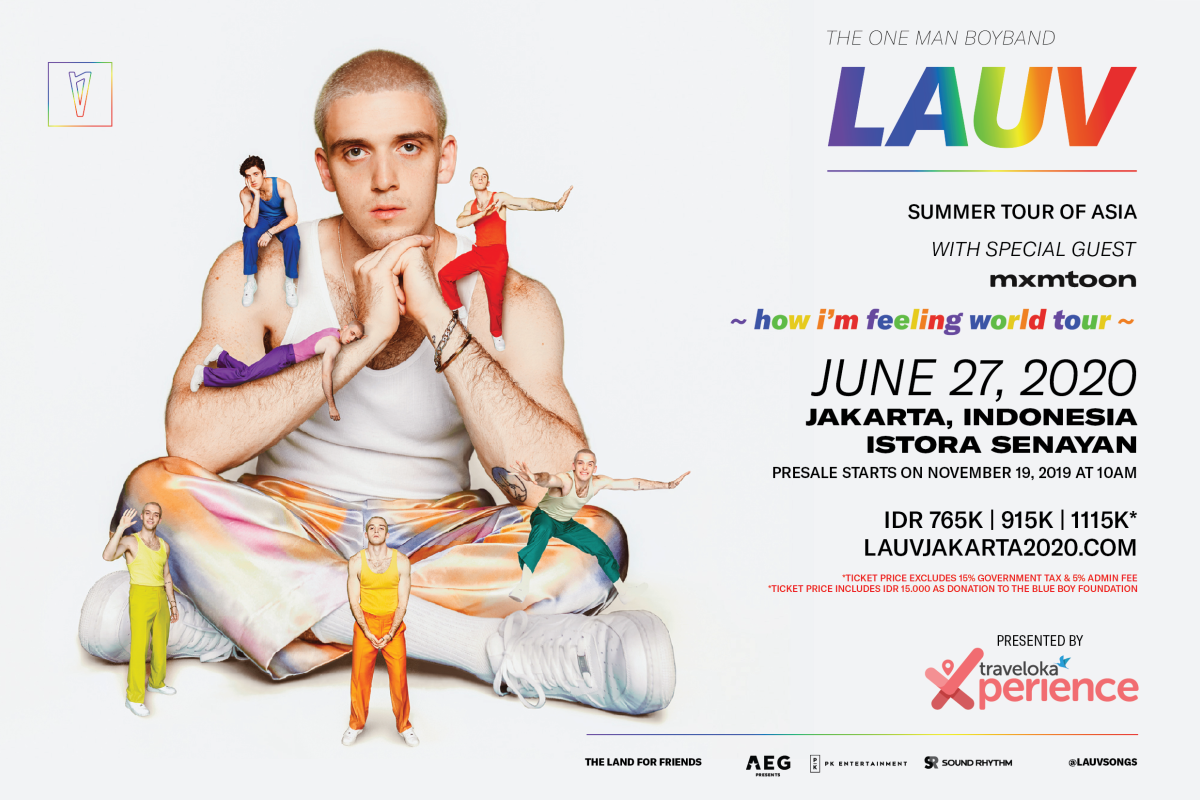 THE ONE MAN BOYBAND
LAUV
SUMMER TOUR OF ASIA
WITH SPECIAL GUEST
mxmtoon
~ how i'm feeling world tour ~
JUNE 27, 2020
JAKARTA, INDONESIA
ISTORA SENAYAN
PRESALE STARTS ON NOVEMBER 19, 2019 AT 10AM
IDR 765K | 915K | 1115K*
LAUVJAKARTA2020.COM
*TICKET PRICE EXCLUDES 15% GOVERNMENT TAX & 5% ADMIN FEE
*TICKET PRICE INCLUDES IDR 15.000 AS DONATION TO THE BLUE BOY FOUNDATION
PRESENTED BY
traveloka
Xperience
THE LAND FOR FRIENDS
AEG
PRESENTS
PK
PK ENTERTAINMENT
SR SOUND RHYTHM
@LAUVSONGS